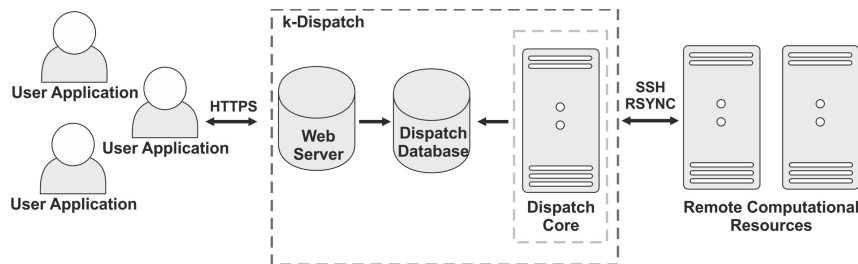 k-Dispatch
User Application
User Application
User Application
HTTPS
Web
Server
Dispatch
Database
Dispatch
Core
SSH
RSYNC
Remote Computational
Resources